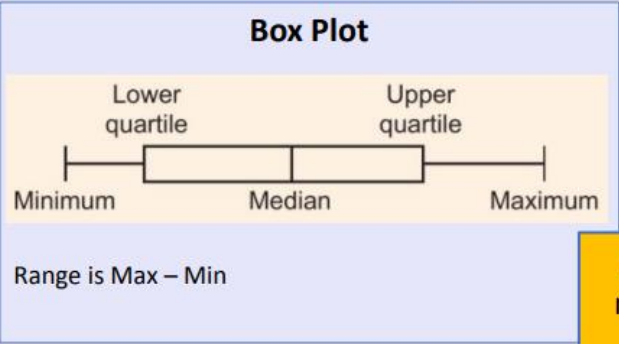 Box Plot
Lower Upper
quartile quartile
Minimum Median Maximum
Range is Max – Min